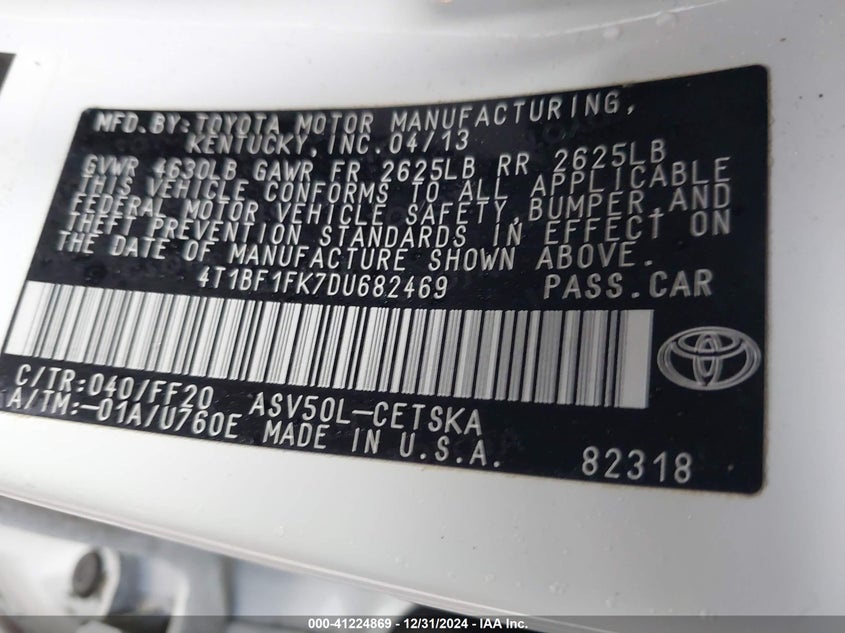 MFD. BY: TOYOTA MOTOR MANUFACTURING,
KENTUCKY, INC. 04/13
GVWR 4630LB GAWR FR 2625LB RR 2625LB
THIS VEHICLE CONFORMS TO ALL APPLICABLE
FEDERAL MOTOR VEHICLE SAFETY, BUMPER, AND
THEFT PREVENTION STANDARDS IN EFFECT ON
THE DATE OF MANUFACTURE SHOWN ABOVE.
4T1BF1FK7DU682469 PASS. CAR
C/TR: 040/FF20 ASV50L-CETSKA
A/TM: -01A/U760E MADE IN U.S.A. 82318
000-41224869 - 12/31/2024 - IAA Inc.